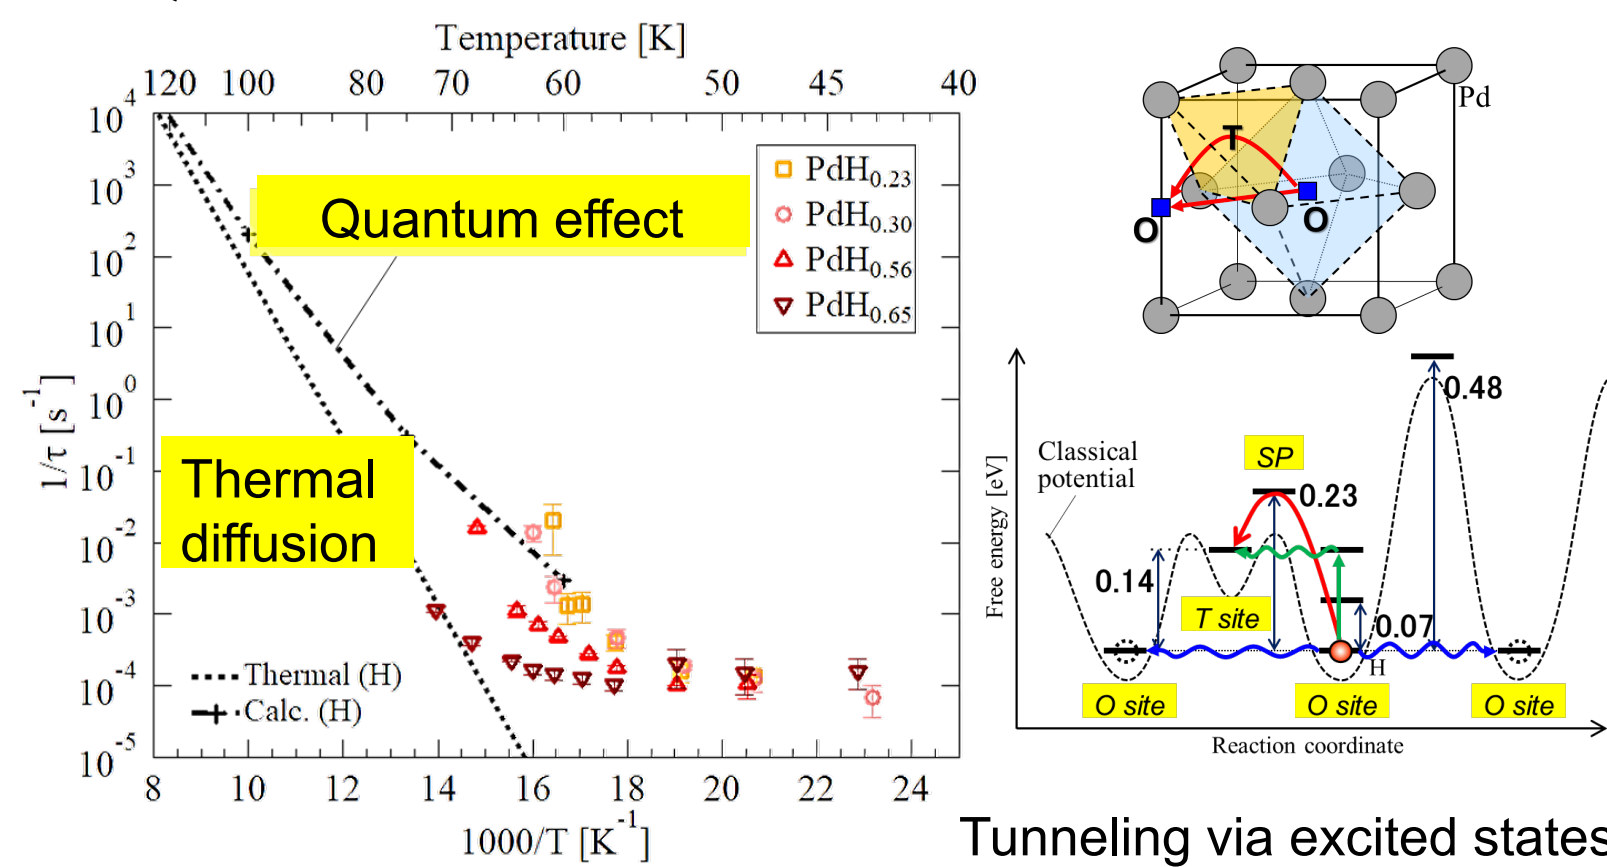 Temperature [K]
120 100 80 70 60 50 45 40
10^4
10^3
10^2
10^1
10^0
10^-1
10^-2
10^-3
10^-4
10^-5
1/τ [s^-1]
Quantum effect
Thermal
diffusion
PdH_0.23
PdH_0.30
PdH_0.56
PdH_0.65
Thermal (H)
Calc. (H)
8 10 12 14 16 18 20 22 24
1000/T [K^-1]
Pd
T
O
O
Free energy [eV]
Classical
potential
SP
0.48
0.23
0.14
T site
0.07
H
O site
O site
O site
Reaction coordinate
Tunneling via excited states